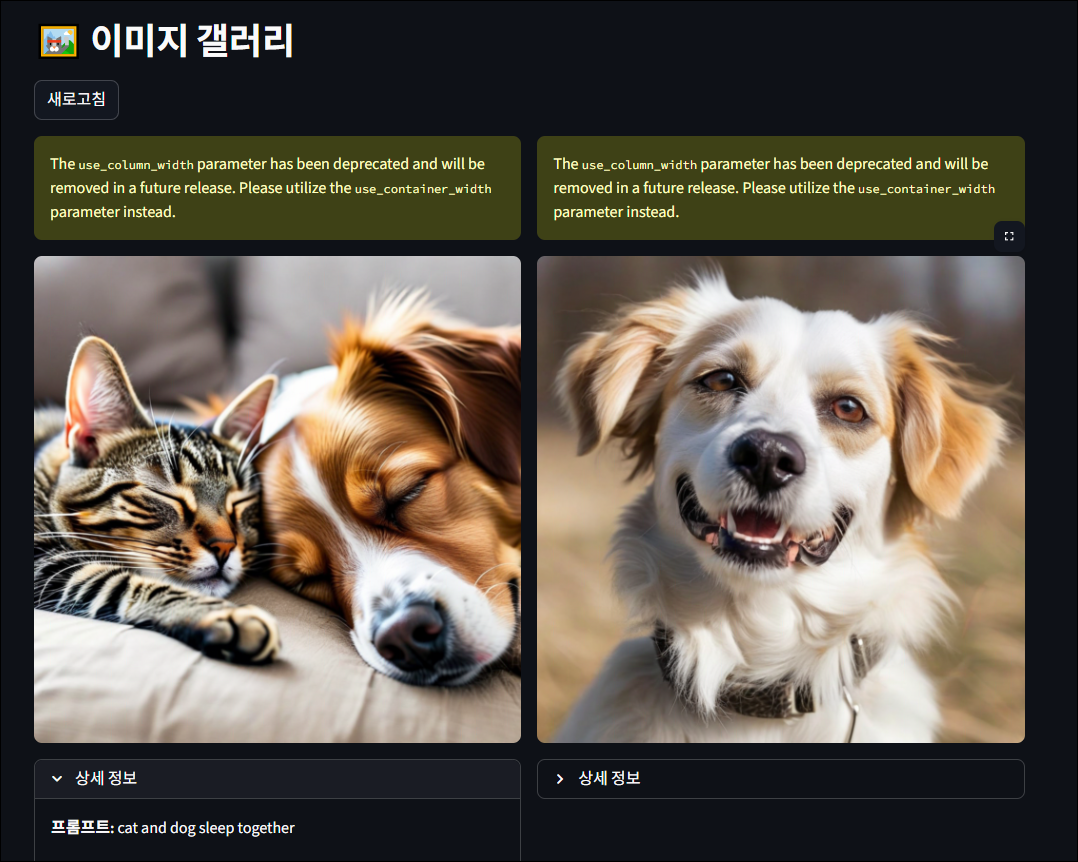 이미지 갤러리
새로고침
The use_column_width parameter has been deprecated and will be
removed in a future release. Please utilize the use_container_width
parameter instead.
The use_column_width parameter has been deprecated and will be
removed in a future release. Please utilize the use_container_width
parameter instead.
상세 정보
프롬프트: cat and dog sleep together
상세 정보